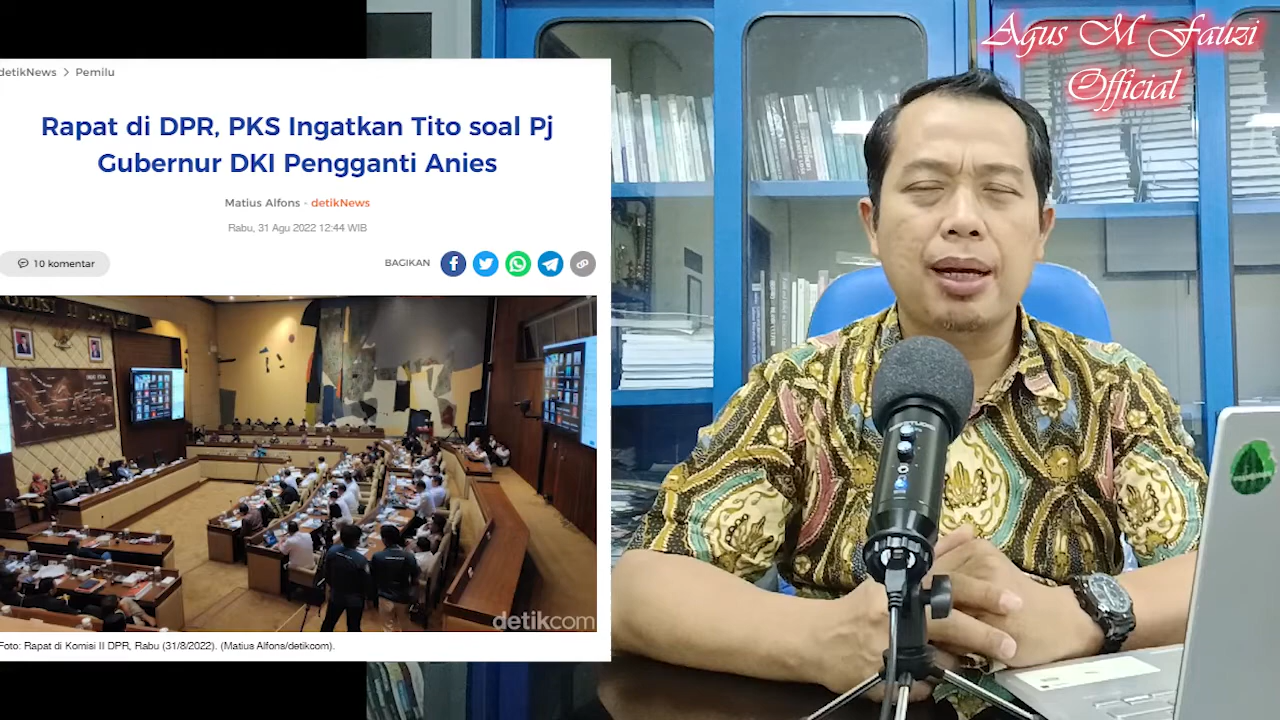 Agus M Fauzi
Official
detikNews > Pemilu
Rapat di DPR, PKS Ingatkan Tito soal Pj
Gubernur DKI Pengganti Anies
Matius Alfons - detikNews
Rabu, 31 Agu 2022 12:44 WIB
10 komentar
BAGIKAN
detikcom
Foto: Rapat di Komisi II DPR, Rabu (31/8/2022). (Matius Alfons/detikcom).